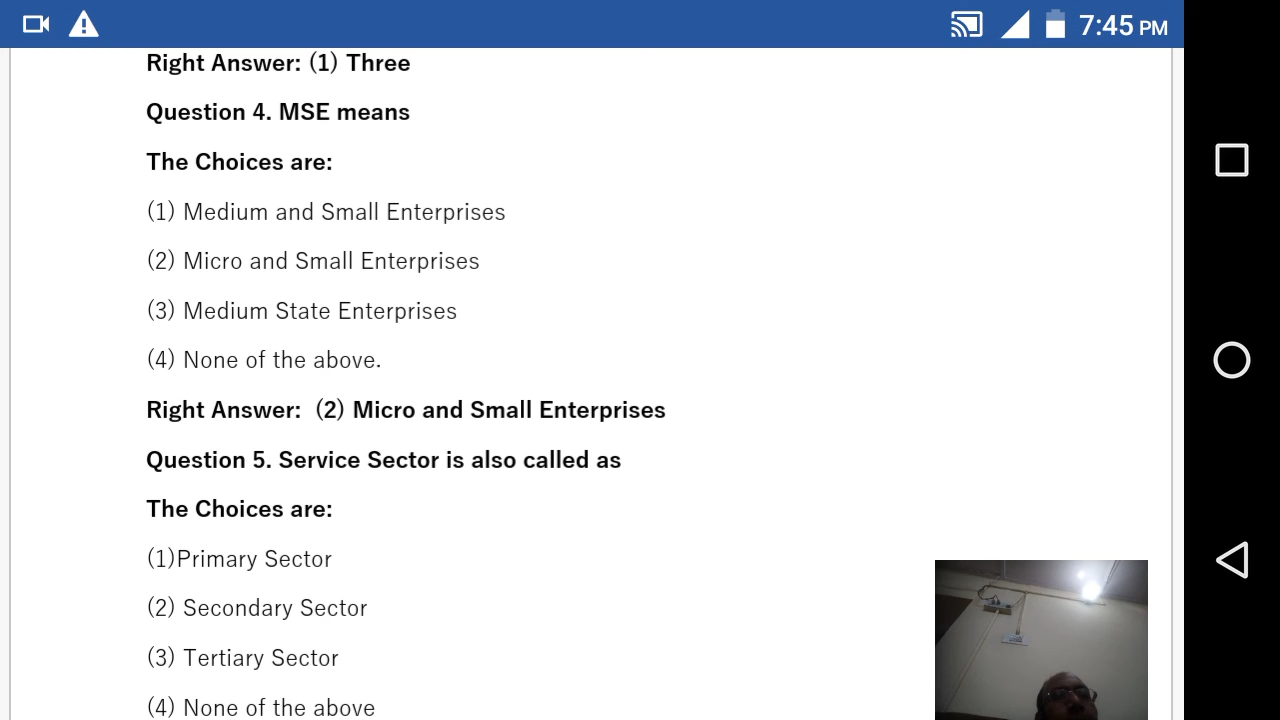 7:45 PM
Right Answer: (1) Three
Question 4. MSE means
The Choices are:
(1) Medium and Small Enterprises
(2) Micro and Small Enterprises
(3) Medium State Enterprises
(4) None of the above.
Right Answer:  (2) Micro and Small Enterprises
Question 5. Service Sector is also called as
The Choices are:
(1)Primary Sector
(2) Secondary Sector
(3) Tertiary Sector
(4) None of the above